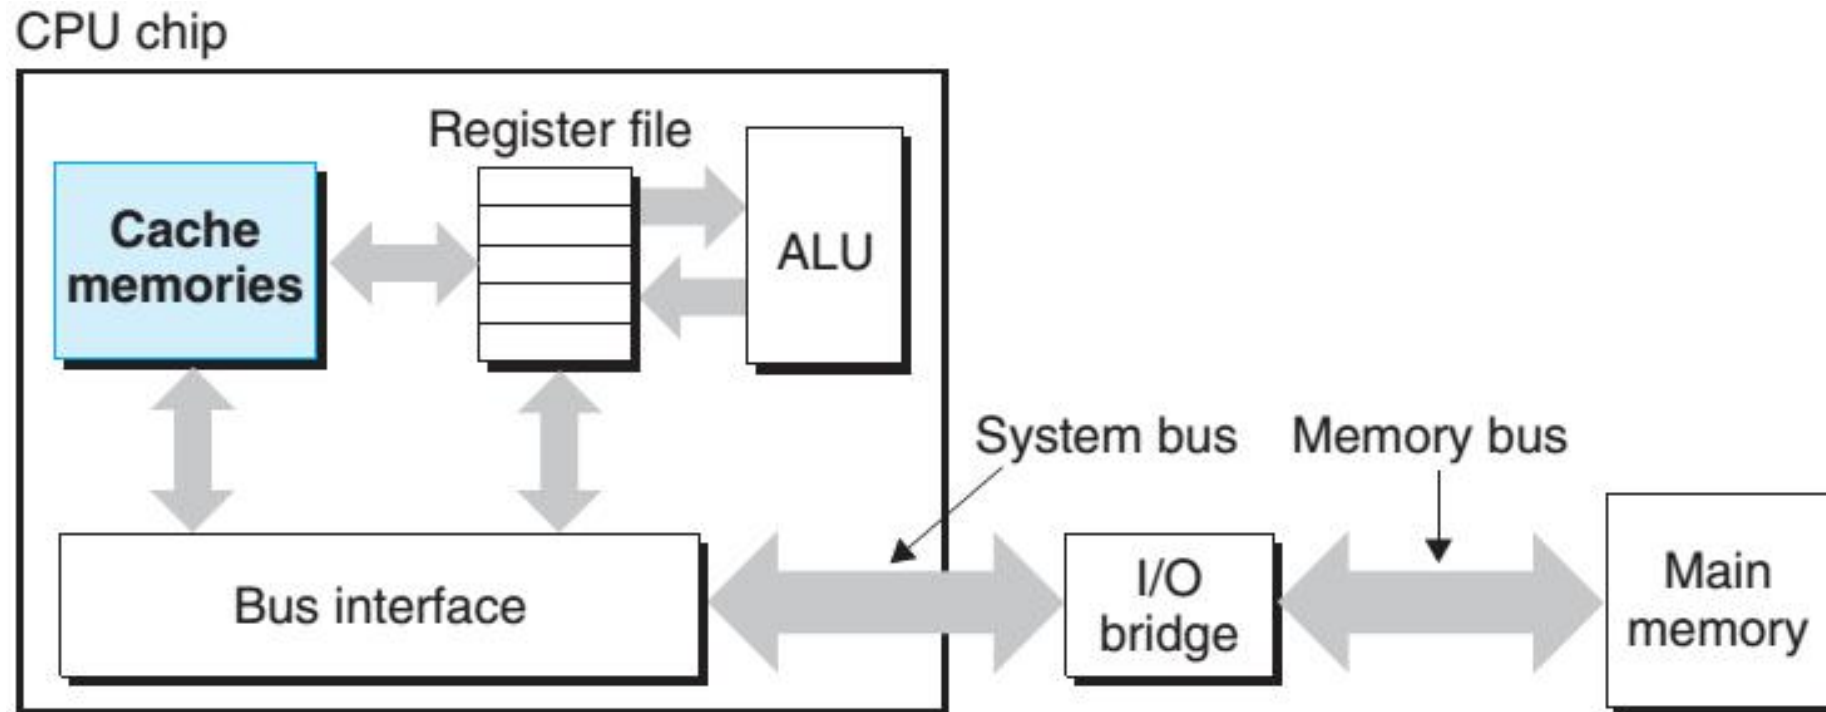 CPU chip
Register file
Cache
memories
ALU
System bus
Memory bus
Bus interface
I/O
bridge
Main
memory